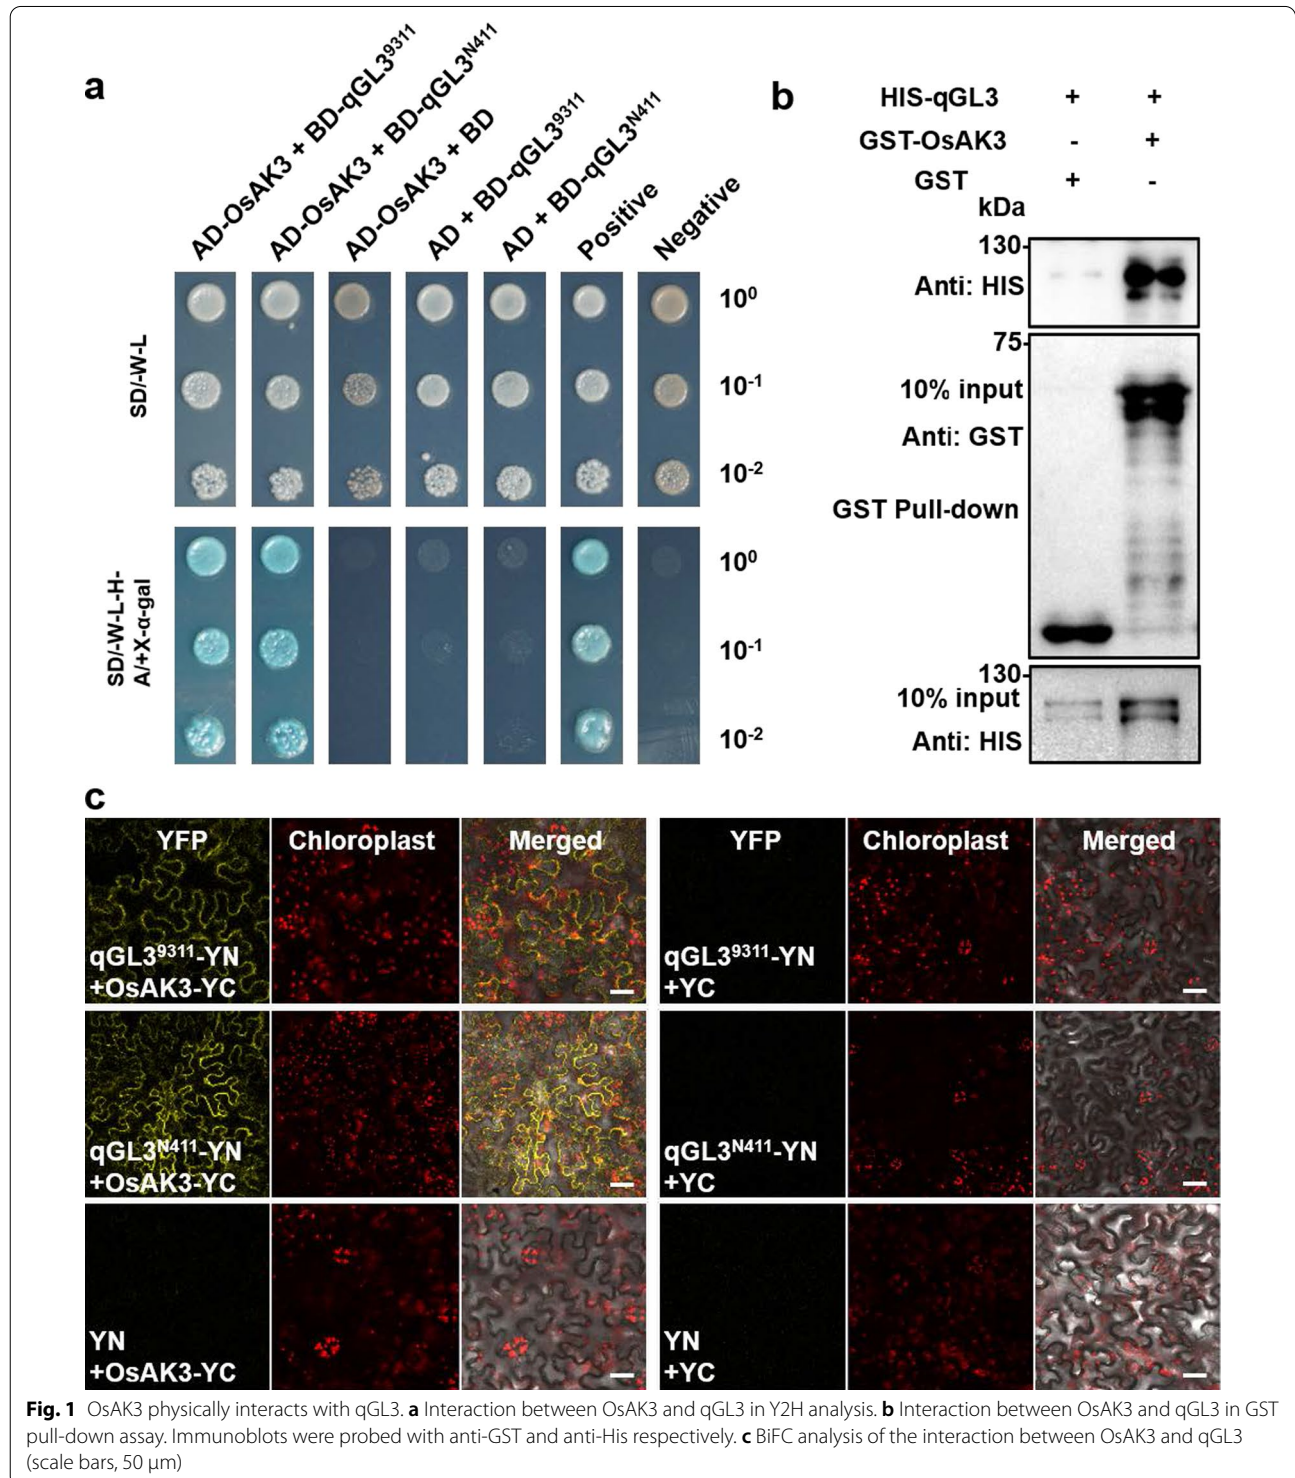 a
AD-OsAK3 + BD-qGL3⁹³¹¹
AD-OsAK3 + BD-qGL3ᴺ⁴¹¹
AD-OsAK3 + BD
AD + BD-qGL3⁹³¹¹
AD + BD-qGL3ᴺ⁴¹¹
Positive
Negative
SD/-W-L
10⁰
10⁻¹
10⁻²
SD/-W-L-H-
A/+X-α-gal
10⁰
10⁻¹
10⁻²
b
HIS-qGL3 + +
GST-OsAK3 - +
GST + -
kDa
130-
Anti: HIS
75-
10% input
Anti: GST
GST Pull-down
130-
10% input
Anti: HIS
c
YFP Chloroplast Merged YFP Chloroplast Merged
qGL3⁹³¹¹-YN
+OsAK3-YC
qGL3⁹³¹¹-YN
+YC
qGL3ᴺ⁴¹¹-YN
+OsAK3-YC
qGL3ᴺ⁴¹¹-YN
+YC
YN
+OsAK3-YC
YN
+YC
Fig. 1 OsAK3 physically interacts with qGL3. a Interaction between OsAK3 and qGL3 in Y2H analysis. b Interaction between OsAK3 and qGL3 in GST
pull-down assay. Immunoblots were probed with anti-GST and anti-His respectively. c BiFC analysis of the interaction between OsAK3 and qGL3
(scale bars, 50 μm)